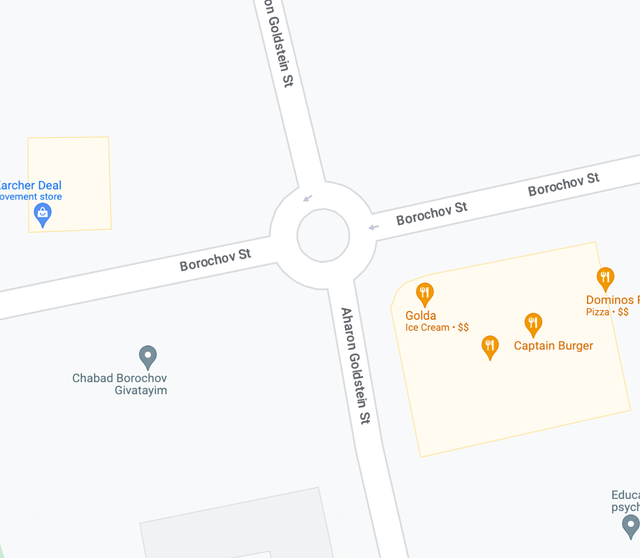 on Goldstein St
Borochov St
Borochov St
Borochov St
Karcher Deal
ovement store
Golda
Ice Cream • $$
Dominos P
Pizza • $$
Captain Burger
Aharon Goldstein St
Chabad Borochov
Givatayim
Educa
psych